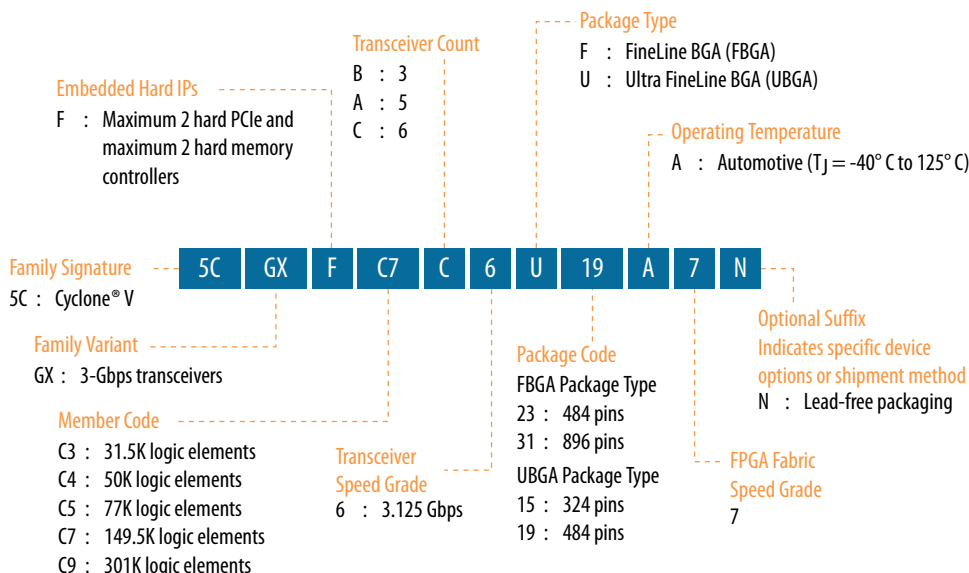 Package Type
F : FineLine BGA (FBGA)
U : Ultra FineLine BGA (UBGA)
Transceiver Count
B : 3
A : 5
C : 6
Embedded Hard IPs
F : Maximum 2 hard PCIe and
maximum 2 hard memory
controllers
Operating Temperature
A : Automotive (TJ = -40° C to 125° C)
5C GX F C7 C 6 U 19 A 7 N
Family Signature
5C : Cyclone® V
Family Variant
GX : 3-Gbps transceivers
Member Code
C3 : 31.5K logic elements
C4 : 50K logic elements
C5 : 77K logic elements
C7 : 149.5K logic elements
C9 : 301K logic elements
Transceiver
Speed Grade
6 : 3.125 Gbps
Package Code
FBGA Package Type
23 : 484 pins
31 : 896 pins
UBGA Package Type
15 : 324 pins
19 : 484 pins
FPGA Fabric
Speed Grade
7
Optional Suffix
Indicates specific device
options or shipment method
N : Lead-free packaging